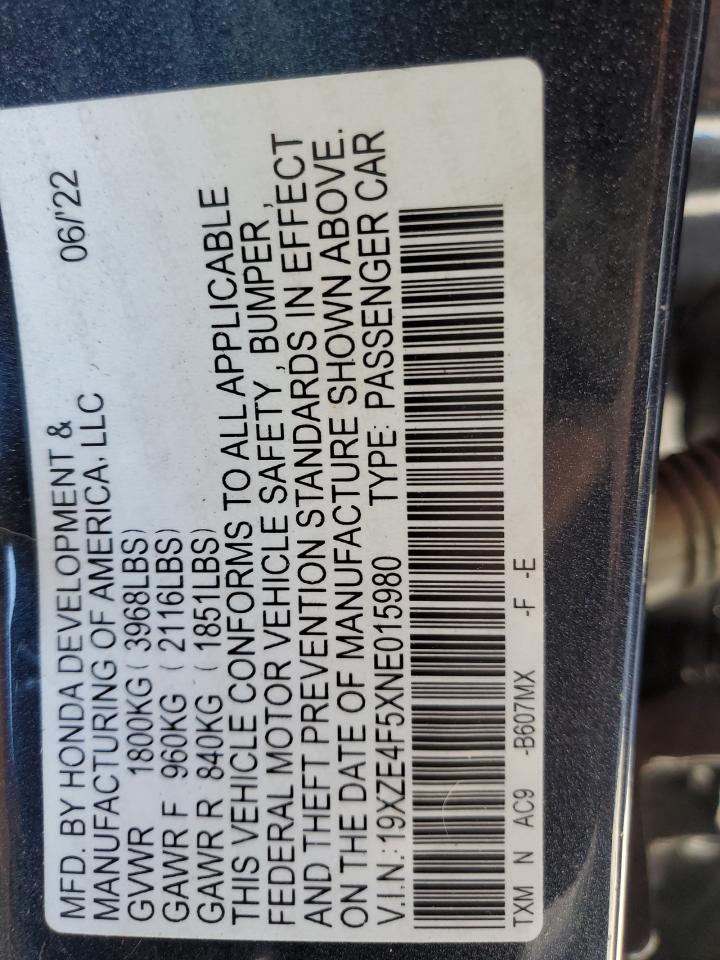 MFD. BY HONDA DEVELOPMENT & 06/'22
MANUFACTURING OF AMERICA, LLC
GVWR 1800KG ( 3968LBS)
GAWR F 960KG ( 2116LBS)
GAWR R 840KG ( 1851LBS)
THIS VEHICLE CONFORMS TO ALL APPLICABLE
FEDERAL MOTOR VEHICLE SAFETY , BUMPER ,
AND THEFT PREVENTION STANDARDS IN EFFECT
ON THE DATE OF MANUFACTURE SHOWN ABOVE.
V.I.N.: 19XZE4F5XNE015980 TYPE: PASSENGER CAR
TXM N AC9 -B607MX -F -E